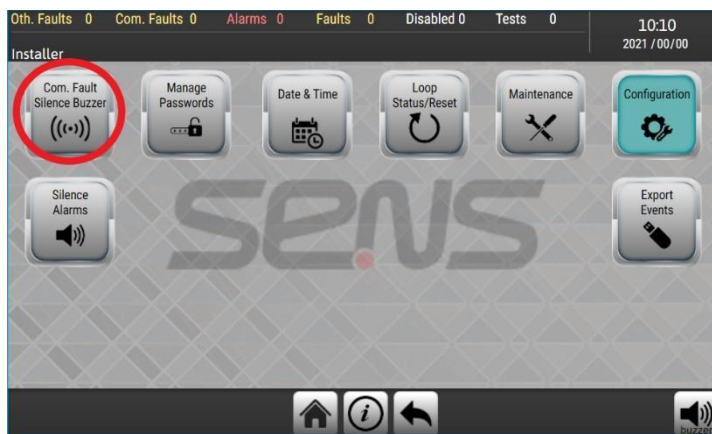 Oth. Faults 0 Com. Faults 0 Alarms 0 Faults 0 Disabled 0 Tests 0
10:10
2021 / 00/ 00
Installer
Com. Fault
Silence Buzzer
Manage
Passwords
Date & Time
Loop
Status/Reset
Maintenance
Configuration
Silence
Alarms
Export
Events
SENS
i
buzzer